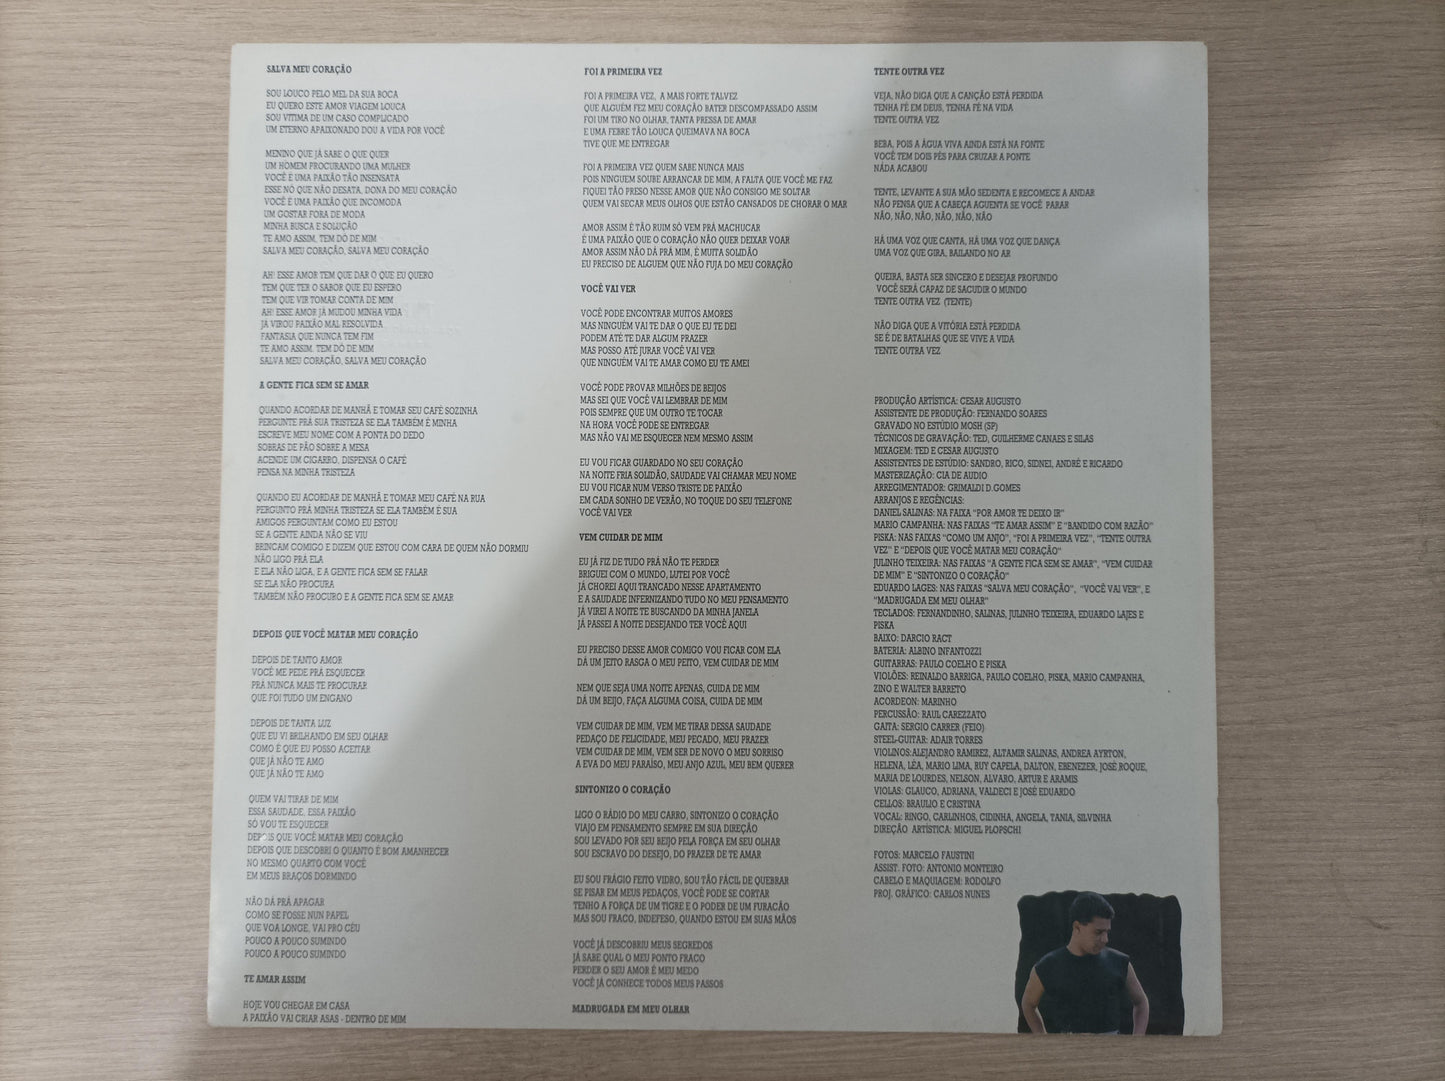 SALVA MEU CORAÇÃO
SOU LOUCO PELO MEL DA SUA BOCA
EU QUERO ESTE AMOR VIAGEM LOUCA
SOU VITIMA DE UM CASO COMPLICADO
UM ETERNO APAIXONADO DOU A VIDA POR VOCÊ
MENINO QUE JÁ SABE O QUE QUER
UM HOMEM PROCURANDO UMA MULHER
VOCÊ É UMA PAIXÃO TÃO INSENSATA
ESSE NÓ QUE NÃO DESATA, DONA DO MEU CORAÇÃO
VOCÊ É UMA PAIXÃO QUE INCOMODA
UM GOSTAR FORA DE MODA
MINHA BUSCA E SOLUÇÃO
TE AMO ASSIM, TEM DÓ DE MIM
SALVA MEU CORAÇÃO, SALVA MEU CORAÇÃO
AH! ESSE AMOR TEM QUE DAR O QUE EU QUERO
TEM QUE TER O SABOR QUE EU ESPERO
TEM QUE VIR TOMAR CONTA DE MIM
AH! ESSE AMOR JÁ MUDOU MINHA VIDA
JÁ VIROU PAIXÃO MAL RESOLVIDA
FANTASIA QUE NUNCA TEM FIM
TE AMO ASSIM, TEM DÓ DE MIM
SALVA MEU CORAÇÃO, SALVA MEU CORAÇÃO
A GENTE FICA SEM SE AMAR
QUANDO ACORDAR DE MANHÃ E TOMAR SEU CAFÉ SOZINHA
PERGUNTE PRÁ SUA TRISTEZA SE ELA TAMBÉM É MINHA
ESCREVE MEU NOME COM A PONTA DO DEDO
SOBRAS DE PÃO SOBRE A MESA
ACENDE UM CIGARRO, DISPENSA O CAFÉ
PENSA NA MINHA TRISTEZA
QUANDO EU ACORDAR DE MANHÃ E TOMAR MEU CAFÉ NA RUA
PERGUNTO PRÁ MINHA TRISTEZA SE ELA TAMBÉM É SUA
AMIGOS PERGUNTAM COMO EU ESTOU
SE A GENTE AINDA NÃO SE VIU
BRINCAM COMIGO E DIZEM QUE ESTOU COM CARA DE QUEM NÃO DORMIU
NÃO LIGO PRÁ ELA
E ELA NÃO LIGA, E A GENTE FICA SEM SE FALAR
SE ELA NÃO PROCURA
TAMBÉM NÃO PROCURO E A GENTE FICA SEM SE AMAR
DEPOIS QUE VOCÊ MATAR MEU CORAÇÃO
DEPOIS DE TANTO AMOR
VOCÊ ME PEDE PRÁ ESQUECER
PRÁ NUNCA MAIS TE PROCURAR
QUE FOI TUDO UM ENGANO
DEPOIS DE TANTA LUZ
QUE EU VI BRILHANDO EM SEU OLHAR
COMO É QUE EU POSSO ACEITAR
QUE JÁ NÃO TE AMO
QUE JÁ NÃO TE AMO
QUEM VAI TIRAR DE MIM
ESSA SAUDADE, ESSA PAIXÃO
SÓ VOU TE ESQUECER
DEPOIS QUE VOCÊ MATAR MEU CORAÇÃO
DEPOIS QUE DESCOBRI O QUANTO É BOM AMANHECER
NO MESMO QUARTO COM VOCÊ
EM MEUS BRAÇOS DORMINDO
NÃO DÁ PRÁ APAGAR
COMO SE FOSSE NUN PAPEL
QUE VOA LONGE, VAI PRO CÉU
POUCO A POUCO SUMINDO
POUCO A POUCO SUMINDO
TE AMAR ASSIM
HOJE VOU CHEGAR EM CASA
A PAIXÃO VAI CRIAR ASAS - DENTRO DE MIM
FOI A PRIMEIRA VEZ
FOI A PRIMEIRA VEZ, A MAIS FORTE TALVEZ
QUE ALGUÉM FEZ MEU CORAÇÃO BATER DESCOMPASSADO ASSIM
FOI UM TIRO NO OLHAR, TANTA PRESSA DE AMAR
E UMA FEBRE TÃO LOUCA QUEIMAVA NA BOCA
TIVE QUE ME ENTREGAR
FOI A PRIMEIRA VEZ QUEM SABE NUNCA MAIS
POIS NINGUEM SOUBE ARRANCAR DE MIM, A FALTA QUE VOCÊ ME FAZ
FIQUEI TÃO PRESO NESSE AMOR QUE NÃO CONSIGO ME SOLTAR
QUEM VAI SECAR MEUS OLHOS QUE ESTÃO CANSADOS DE CHORAR O MAR
AMOR ASSIM É TÃO RUIM SÓ VEM PRÁ MACHUCAR
É UMA PAIXÃO QUE O CORAÇÃO NÃO QUER DEIXAR VOAR
AMOR ASSIM NÃO DÁ PRÁ MIM, É MUITA SOLIDÃO
EU PRECISO DE ALGUEM QUE NÃO FUJA DO MEU CORAÇÃO
VOCÊ VAI VER
VOCÊ PODE ENCONTRAR MUITOS AMORES
MAS NINGUÉM VAI TE DAR O QUE EU TE DEI
PODEM ATÉ TE DAR ALGUM PRAZER
MAS POSSO ATÉ JURAR VOCÊ VAI VER
QUE NINGUÉM VAI TE AMAR COMO EU TE AMEI
VOCÊ PODE PROVAR MILHÕES DE BEIJOS
MAS SEI QUE VOCÊ VAI LEMBRAR DE MIM
POIS SEMPRE QUE UM OUTRO TE TOCAR
NA HORA VOCÊ PODE SE ENTREGAR
MAS NÃO VAI ME ESQUECER NEM MESMO ASSIM
EU VOU FICAR GUARDADO NO SEU CORAÇÃO
NA NOITE FRIA SOLIDÃO, SAUDADE VAI CHAMAR MEU NOME
EU VOU FICAR NUM VERSO TRISTE DE PAIXÃO
EM CADA SONHO DE VERÃO, NO TOQUE DO SEU TELEFONE
VOCÊ VAI VER
VEM CUIDAR DE MIM
EU JÁ FIZ DE TUDO PRÁ NÃO TE PERDER
BRIGUEI COM O MUNDO, LUTEI POR VOCÊ
JÁ CHOREI AQUI TRANCADO NESSE APARTAMENTO
E A SAUDADE INFERNIZANDO TUDO NO MEU PENSAMENTO
JÁ VIREI A NOITE TE BUSCANDO DA MINHA JANELA
JÁ PASSEI A NOITE DESEJANDO TER VOCÊ AQUI
EU PRECISO DESSE AMOR COMIGO VOU FICAR COM ELA
DÁ UM JEITO RASGA O MEU PEITO, VEM CUIDAR DE MIM
NEM QUE SEJA UMA NOITE APENAS, CUIDA DE MIM
DÁ UM BEIJO, FAÇA ALGUMA COISA, CUIDA DE MIM
VEM CUIDAR DE MIM, VEM ME TIRAR DESSA SAUDADE
PEDAÇO DE FELICIDADE, MEU PECADO, MEU PRAZER
VEM CUIDAR DE MIM, VEM SER DE NOVO O MEU SORRISO
A EVA DO MEU PARAÍSO, MEU ANJO AZUL, MEU BEM QUERER
SINTONIZO O CORAÇÃO
LIGO O RÁDIO DO MEU CARRO, SINTONIZO O CORAÇÃO
VIAJO EM PENSAMENTO SEMPRE EM SUA DIREÇÃO
SOU LEVADO POR SEU BEIJO PELA FORÇA EM SEU OLHAR
SOU ESCRAVO DO DESEJO, DO PRAZER DE TE AMAR
EU SOU FRÁGIO FEITO VIDRO, SOU TÃO FÁCIL DE QUEBRAR
SE PISAR EM MEUS PEDAÇOS, VOCÊ PODE SE CORTAR
TENHO A FORÇA DE UM TIGRE E O PODER DE UM FURACÃO
MAS SOU FRACO, INDEFESO, QUANDO ESTOU EM SUAS MÃOS
VOCÊ JÁ DESCOBRIU MEUS SEGREDOS
JÁ SABE QUAL O MEU PONTO FRACO
PERDER O SEU AMOR É MEU MEDO
VOCÊ JÁ CONHECE TODOS MEUS PASSOS
MADRUGADA EM MEU OLHAR
TENTE OUTRA VEZ
VEJA, NÃO DIGA QUE A CANÇÃO ESTÁ PERDIDA
TENHA FÉ EM DEUS, TENHA FÉ NA VIDA
TENTE OUTRA VEZ
BEBA, POIS A ÁGUA VIVA AINDA ESTÁ NA FONTE
VOCÊ TEM DOIS PÉS PARA CRUZAR A PONTE
NADA ACABOU
TENTE, LEVANTE A SUA MÃO SEDENTA E RECOMECE A ANDAR
NÃO PENSA QUE A CABEÇA AGUENTA SE VOCÊ PARAR
NÃO, NÃO, NÃO, NÃO, NÃO, NÃO
HÁ UMA VOZ QUE CANTA, HÁ UMA VOZ QUE DANÇA
UMA VOZ QUE GIRA, BAILANDO NO AR
QUEIRA, BASTA SER SINCERO E DESEJAR PROFUNDO
VOCÊ SERÁ CAPAZ DE SACUDIR O MUNDO
TENTE OUTRA VEZ (TENTE)
NÃO DIGA QUE A VITÓRIA ESTÁ PERDIDA
SE É DE BATALHAS QUE SE VIVE A VIDA
TENTE OUTRA VEZ
PRODUÇÃO ARTÍSTICA: CESAR AUGUSTO
ASSISTENTE DE PRODUÇÃO: FERNANDO SOARES
GRAVADO NO ESTÚDIO MOSH (SP)
TÉCNICOS DE GRAVAÇÃO: TED, GUILHERME CANAES E SILAS
MIXAGEM: TED E CESAR AUGUSTO
ASSISTENTES DE ESTÚDIO: SANDRO, RICO, SIDNEI, ANDRÉ E RICARDO
MASTERIZAÇÃO: CIA DE AUDIO
ARREGIMENTADOR: GRIMALDI D.GOMES
ARRANJOS E REGÊNCIAS:
DANIEL SALINAS: NA FAIXA "POR AMOR TE DEIXO IR"
MARIO CAMPANHA: NAS FAIXAS "TE AMAR ASSIM" E "BANDIDO COM RAZÃO"
PISKA: NAS FAIXAS "COMO UM ANJO", "FOI A PRIMEIRA VEZ", "TENTE OUTRA
VEZ" E "DEPOIS QUE VOCÊ MATAR MEU CORAÇÃO"
JULINHO TEIXEIRA: NAS FAIXAS "A GENTE FICA SEM SE AMAR", "VEM CUIDAR
DE MIM" E "SINTONIZO O CORAÇÃO"
EDUARDO LAGES: NAS FAIXAS "SALVA MEU CORAÇÃO", "VOCÊ VAI VER", E
"MADRUGADA EM MEU OLHAR"
TECLADOS: FERNANDINHO, SALINAS, JULINHO TEIXEIRA, EDUARDO LAJES E
PISKA
BAIXO: DARCIO RACT
BATERIA: ALBINO INFANTOZZI
GUITARRAS: PAULO COELHO E PISKA
VIOLÕES: REINALDO BARRIGA, PAULO COELHO, PISKA, MARIO CAMPANHA,
ZINO E WALTER BARRETO
ACORDEON: MARINHO
PERCUSSÃO: RAUL CAREZZATO
GAITA: SERGIO CARRER (FEIO)
STEEL-GUITAR: ADAIR TORRES
VIOLINOS:ALEJANDRO RAMIREZ, ALTAMIR SALINAS, ANDREA AYRTON,
HELENA, LÉA, MARIO LIMA, RUY CAPELA, DALTON, EBENEZER, JOSÉ ROQUE,
MARIA DE LOURDES, NELSON, ALVARO, ARTUR E ARAMIS
VIOLAS: GLAUCO, ADRIANA, VALDECI E JOSÉ EDUARDO
CELLOS: BRAULIO E CRISTINA
VOCAL: RINGO, CARLINHOS, CIDINHA, ANGELA, TANIA, SILVINHA
DIREÇÃO ARTÍSTICA: MIGUEL PLOPSCHI
FOTOS: MARCELO FAUSTINI
ASSIST. FOTO: ANTONIO MONTEIRO
CABELO E MAQUIAGEM: RODOLFO
PROJ. GRÁFICO: CARLOS NUNES